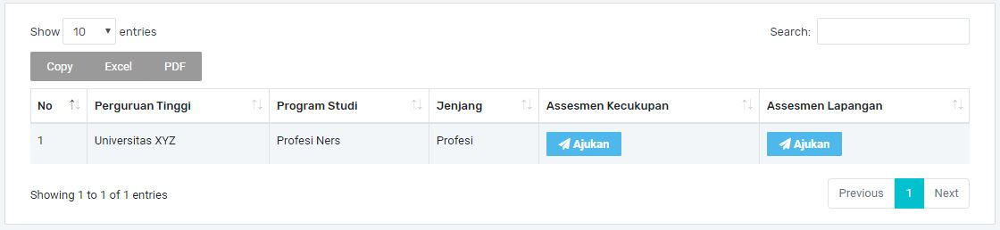 Show 10 entries Search:
Copy Excel PDF
No Perguruan Tinggi Program Studi Jenjang Assesmen Kecukupan Assesmen Lapangan
1 Universitas XYZ Profesi Ners Profesi Ajukan Ajukan
Showing 1 to 1 of 1 entries Previous 1 Next